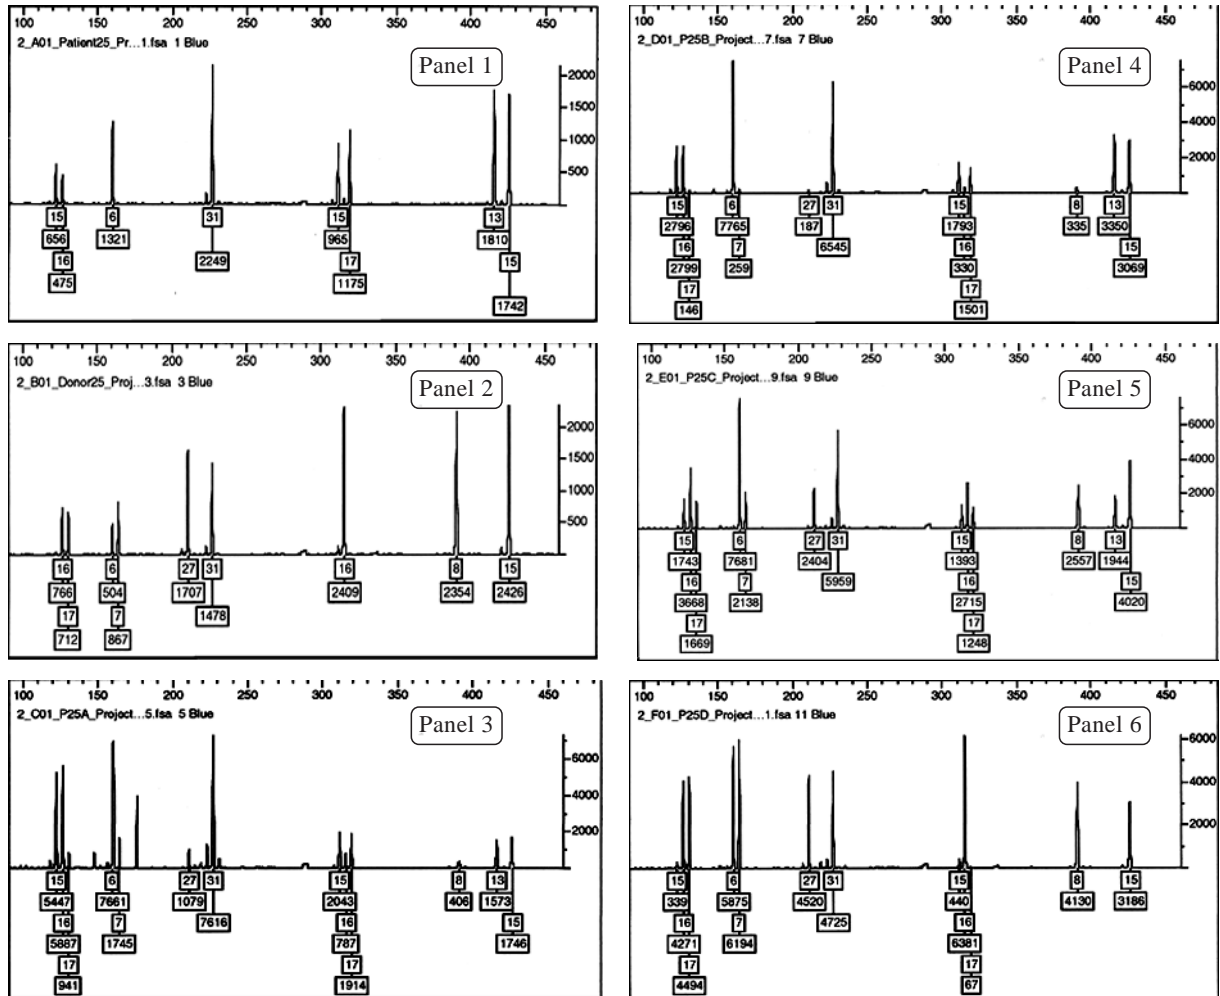 100 150 200 250 300 350 400 450
2_A01_Patient25_Pr...1.fsa 1 Blue
Panel 1
2000
1500
1000
500
15 6 31 15 13
656 1321 965 1810
16 2249 17 15
475 1175
1742
100 150 200 250 300 350 400 450
2_B01_Donor25_Proj...3.fsa 3 Blue
Panel 2
2000
1500
1000
500
16 6 27 31 16 8 15
766 504 1707 2409 2354 2426
17 7 1478
712 867
100 150 200 250 300 350 400 450
2_C01_P25A_Project...5.fsa 5 Blue
Panel 3
6000
4000
2000
15 6 27 31 15 8 13
5447 7661 1079 2043 406 1573
16 7 7616 16 15
5887 1745 787 1746
17 17
941 1914
100 150 200 250 300 350 400 450
2_D01_P25B_Project...7.fsa 7 Blue
Panel 4
6000
4000
2000
15 6 27 31 15 8 13
2796 7765 187 1793 335 3350
16 7 6545 16 15
2799 259 330 3069
17 17
146 1501
100 150 200 250 300 350 400 450
2_E01_P25C_Project...9.fsa 9 Blue
Panel 5
6000
4000
2000
15 6 27 31 15 8 13
1743 7681 2404 1393 2557 1944
16 7 5959 16 15
3668 2138 2715 4020
17 17
1669 1248
100 150 200 250 300 350 400 450
2_F01_P25D_Project...1.fsa 11 Blue
Panel 6
6000
4000
2000
15 6 27 31 15 8 15
339 5875 4520 440 4130 3186
16 7 4725 16
4271 6194 6381
17 17
4494 67